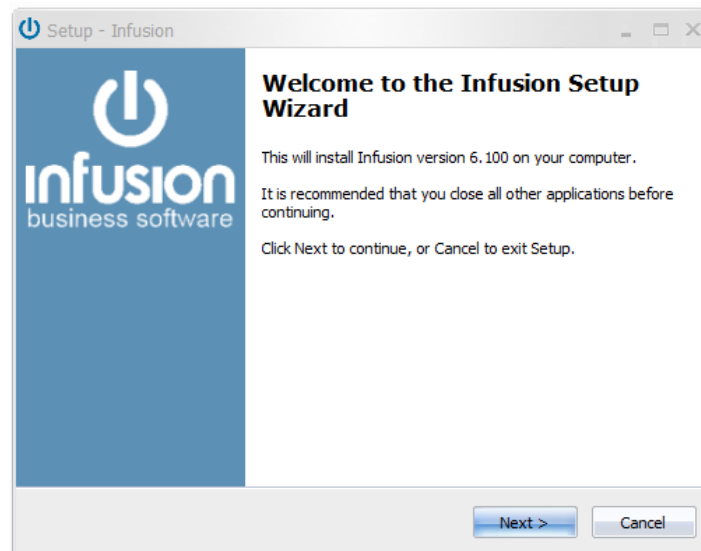 Setup - Infusion
Infusion
business software
Welcome to the Infusion Setup
Wizard
This will install Infusion version 6.100 on your computer.
It is recommended that you close all other applications before
continuing.
Click Next to continue, or Cancel to exit Setup.
Next >
Cancel